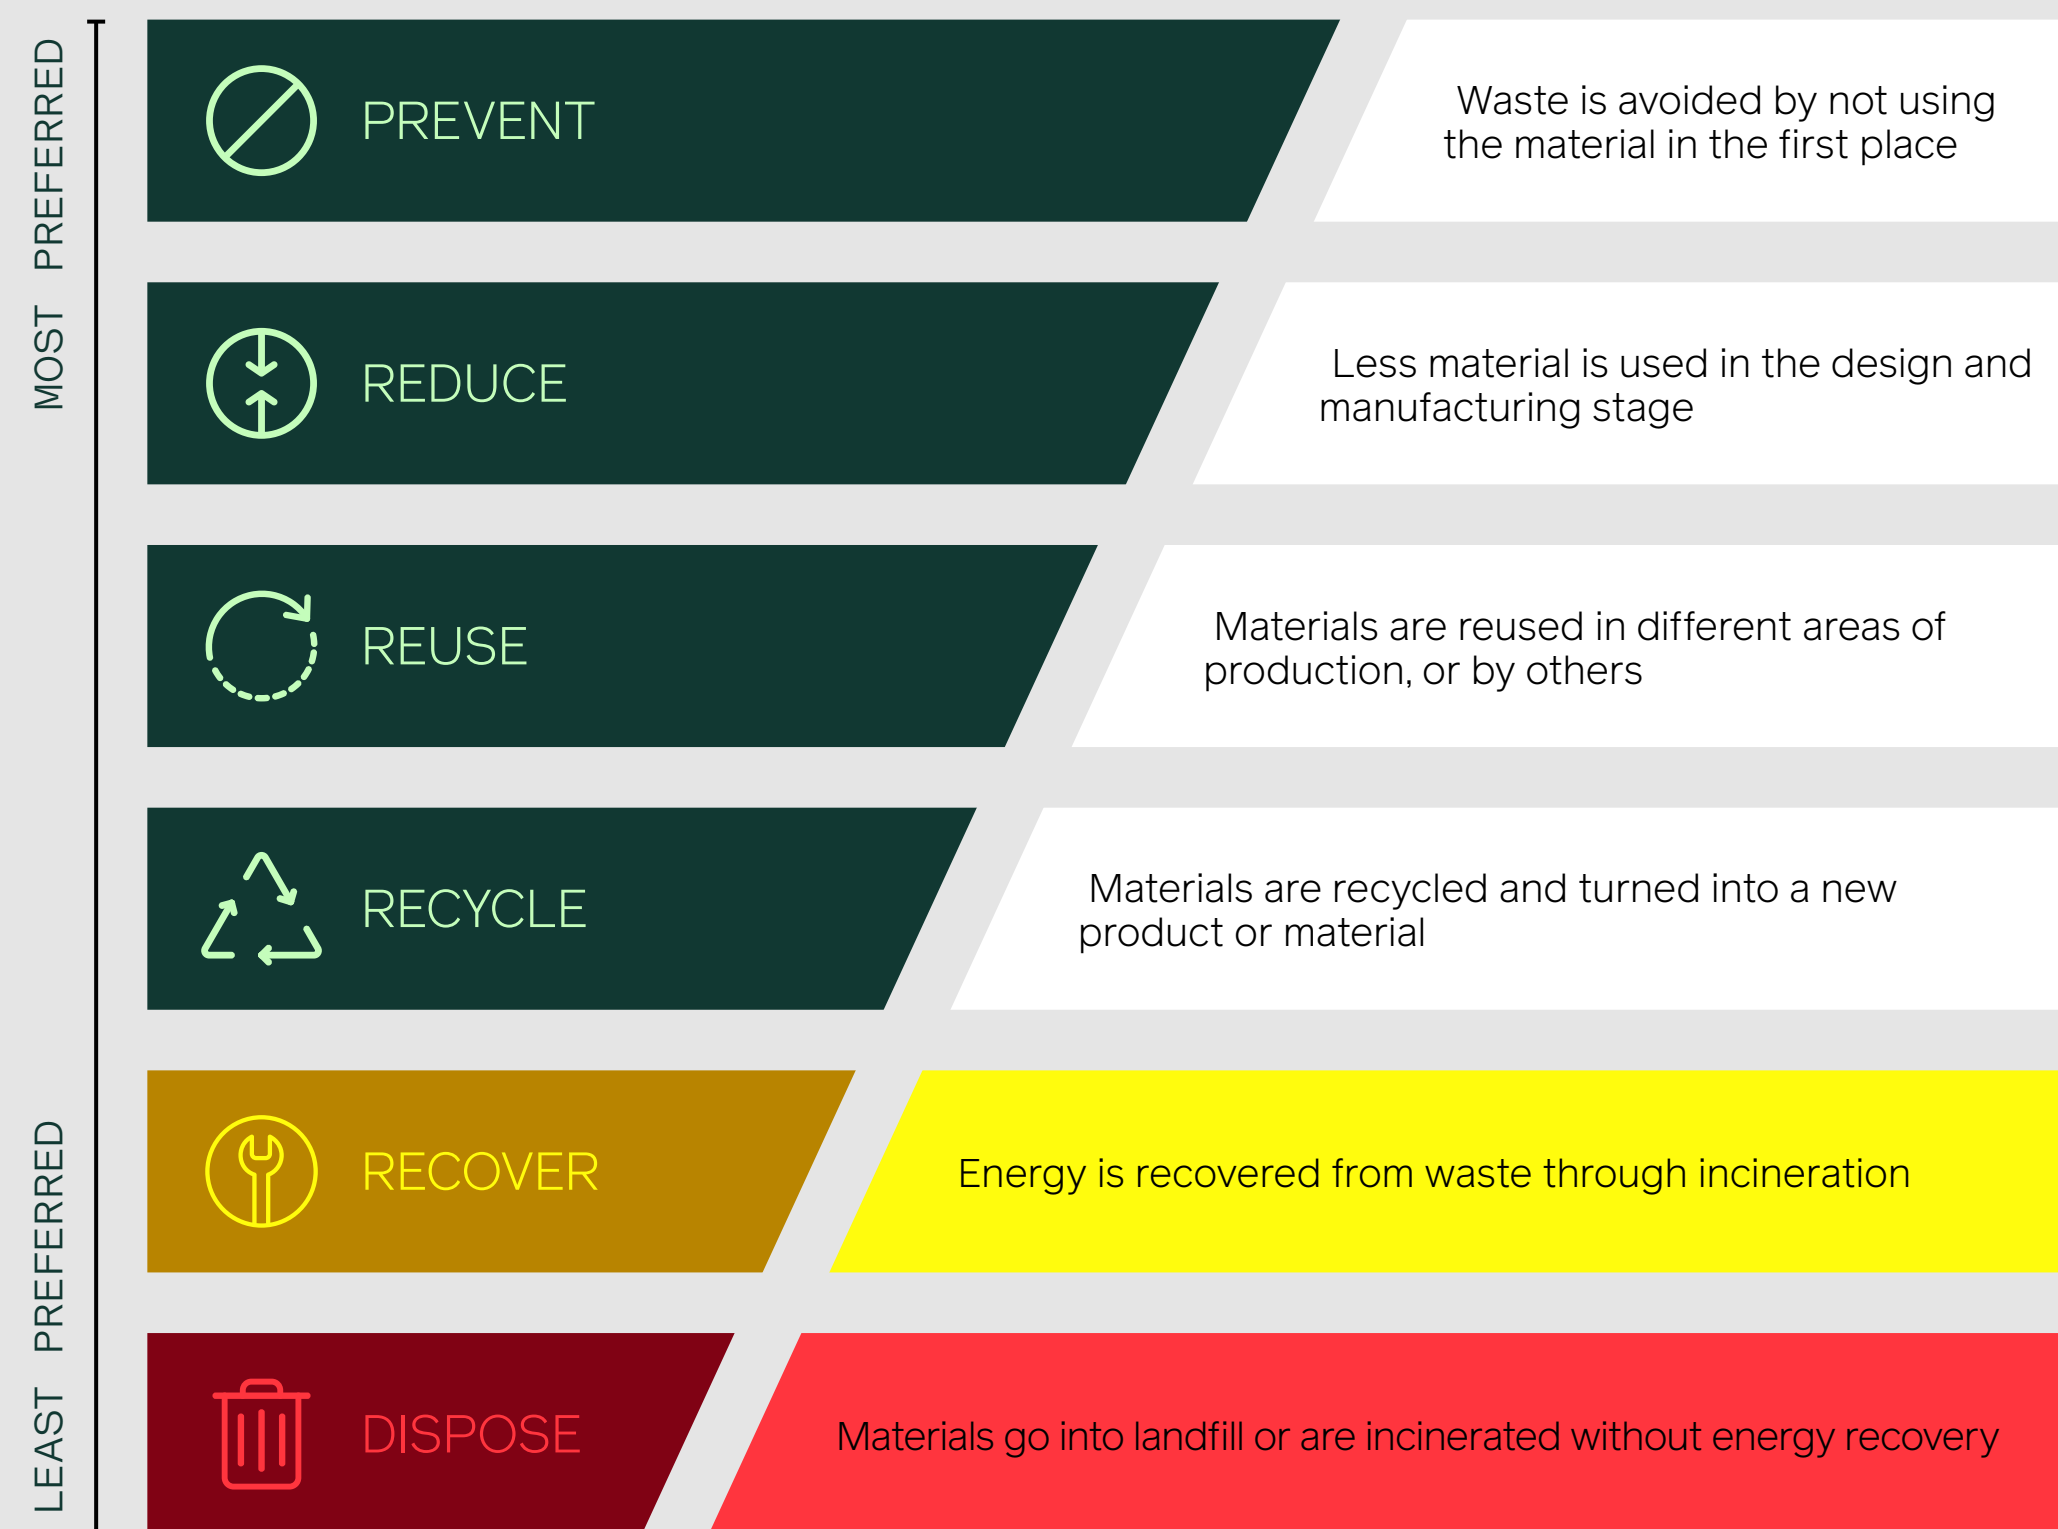 MOST PREFERRED
PREVENT
Waste is avoided by not using
the material in the first place
REDUCE
Less material is used in the design and
manufacturing stage
REUSE
Materials are reused in different areas of
production, or by others
RECYCLE
Materials are recycled and turned into a new
product or material
RECOVER
Energy is recovered from waste through incineration
LEAST PREFERRED
DISPOSE
Materials go into landfill or are incinerated without energy recovery